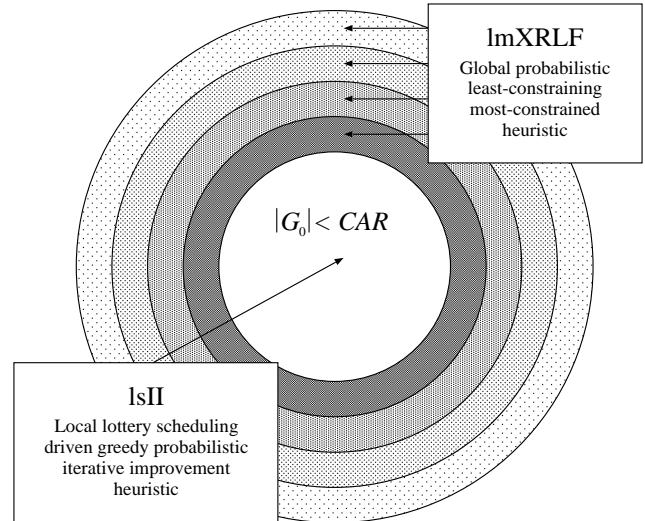 lmXRLF
Global probabilistic
least-constraining
most-constrained
heuristic
|G₀| < CAR
lsII
Local lottery scheduling
driven greedy probabilistic
iterative improvement
heuristic